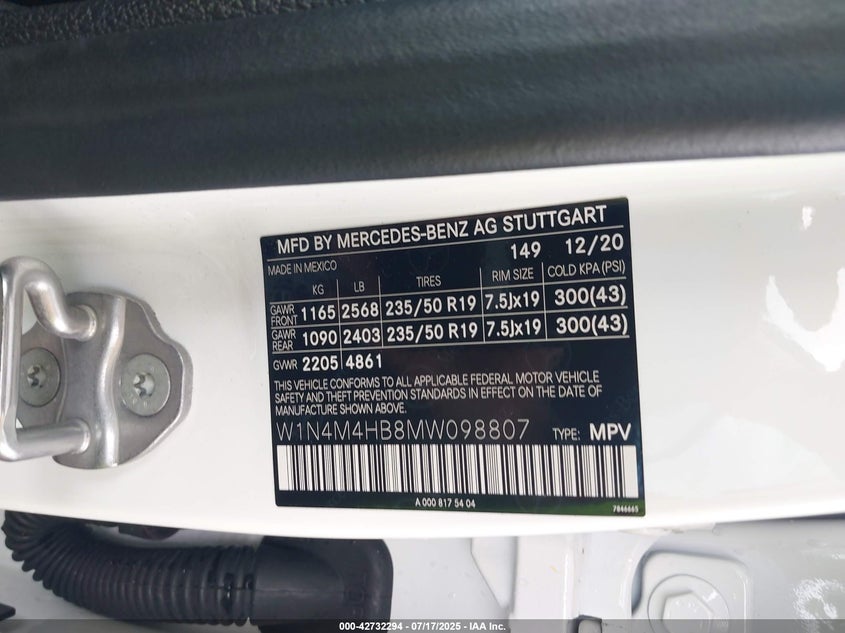 MFD BY MERCEDES-BENZ AG STUTTGART
149 12/20
MADE IN MEXICO
KG LB TIRES RIM SIZE COLD KPA (PSI)
GAWR FRONT 1165 2568 235/50 R19 7.5Jx19 300(43)
GAWR REAR 1090 2403 235/50 R19 7.5Jx19 300(43)
GVWR 2205 4861
THIS VEHICLE CONFORMS TO ALL APPLICABLE FEDERAL MOTOR VEHICLE
SAFETY AND THEFT PREVENTION STANDARDS IN EFFECT ON THE DATE OF
MANUFACTURE SHOWN ABOVE.
W1N4M4HB8MW098807 TYPE: MPV
A 000 817 54 04
7846665
000-42732294 - 07/17/2025 - IAA Inc.